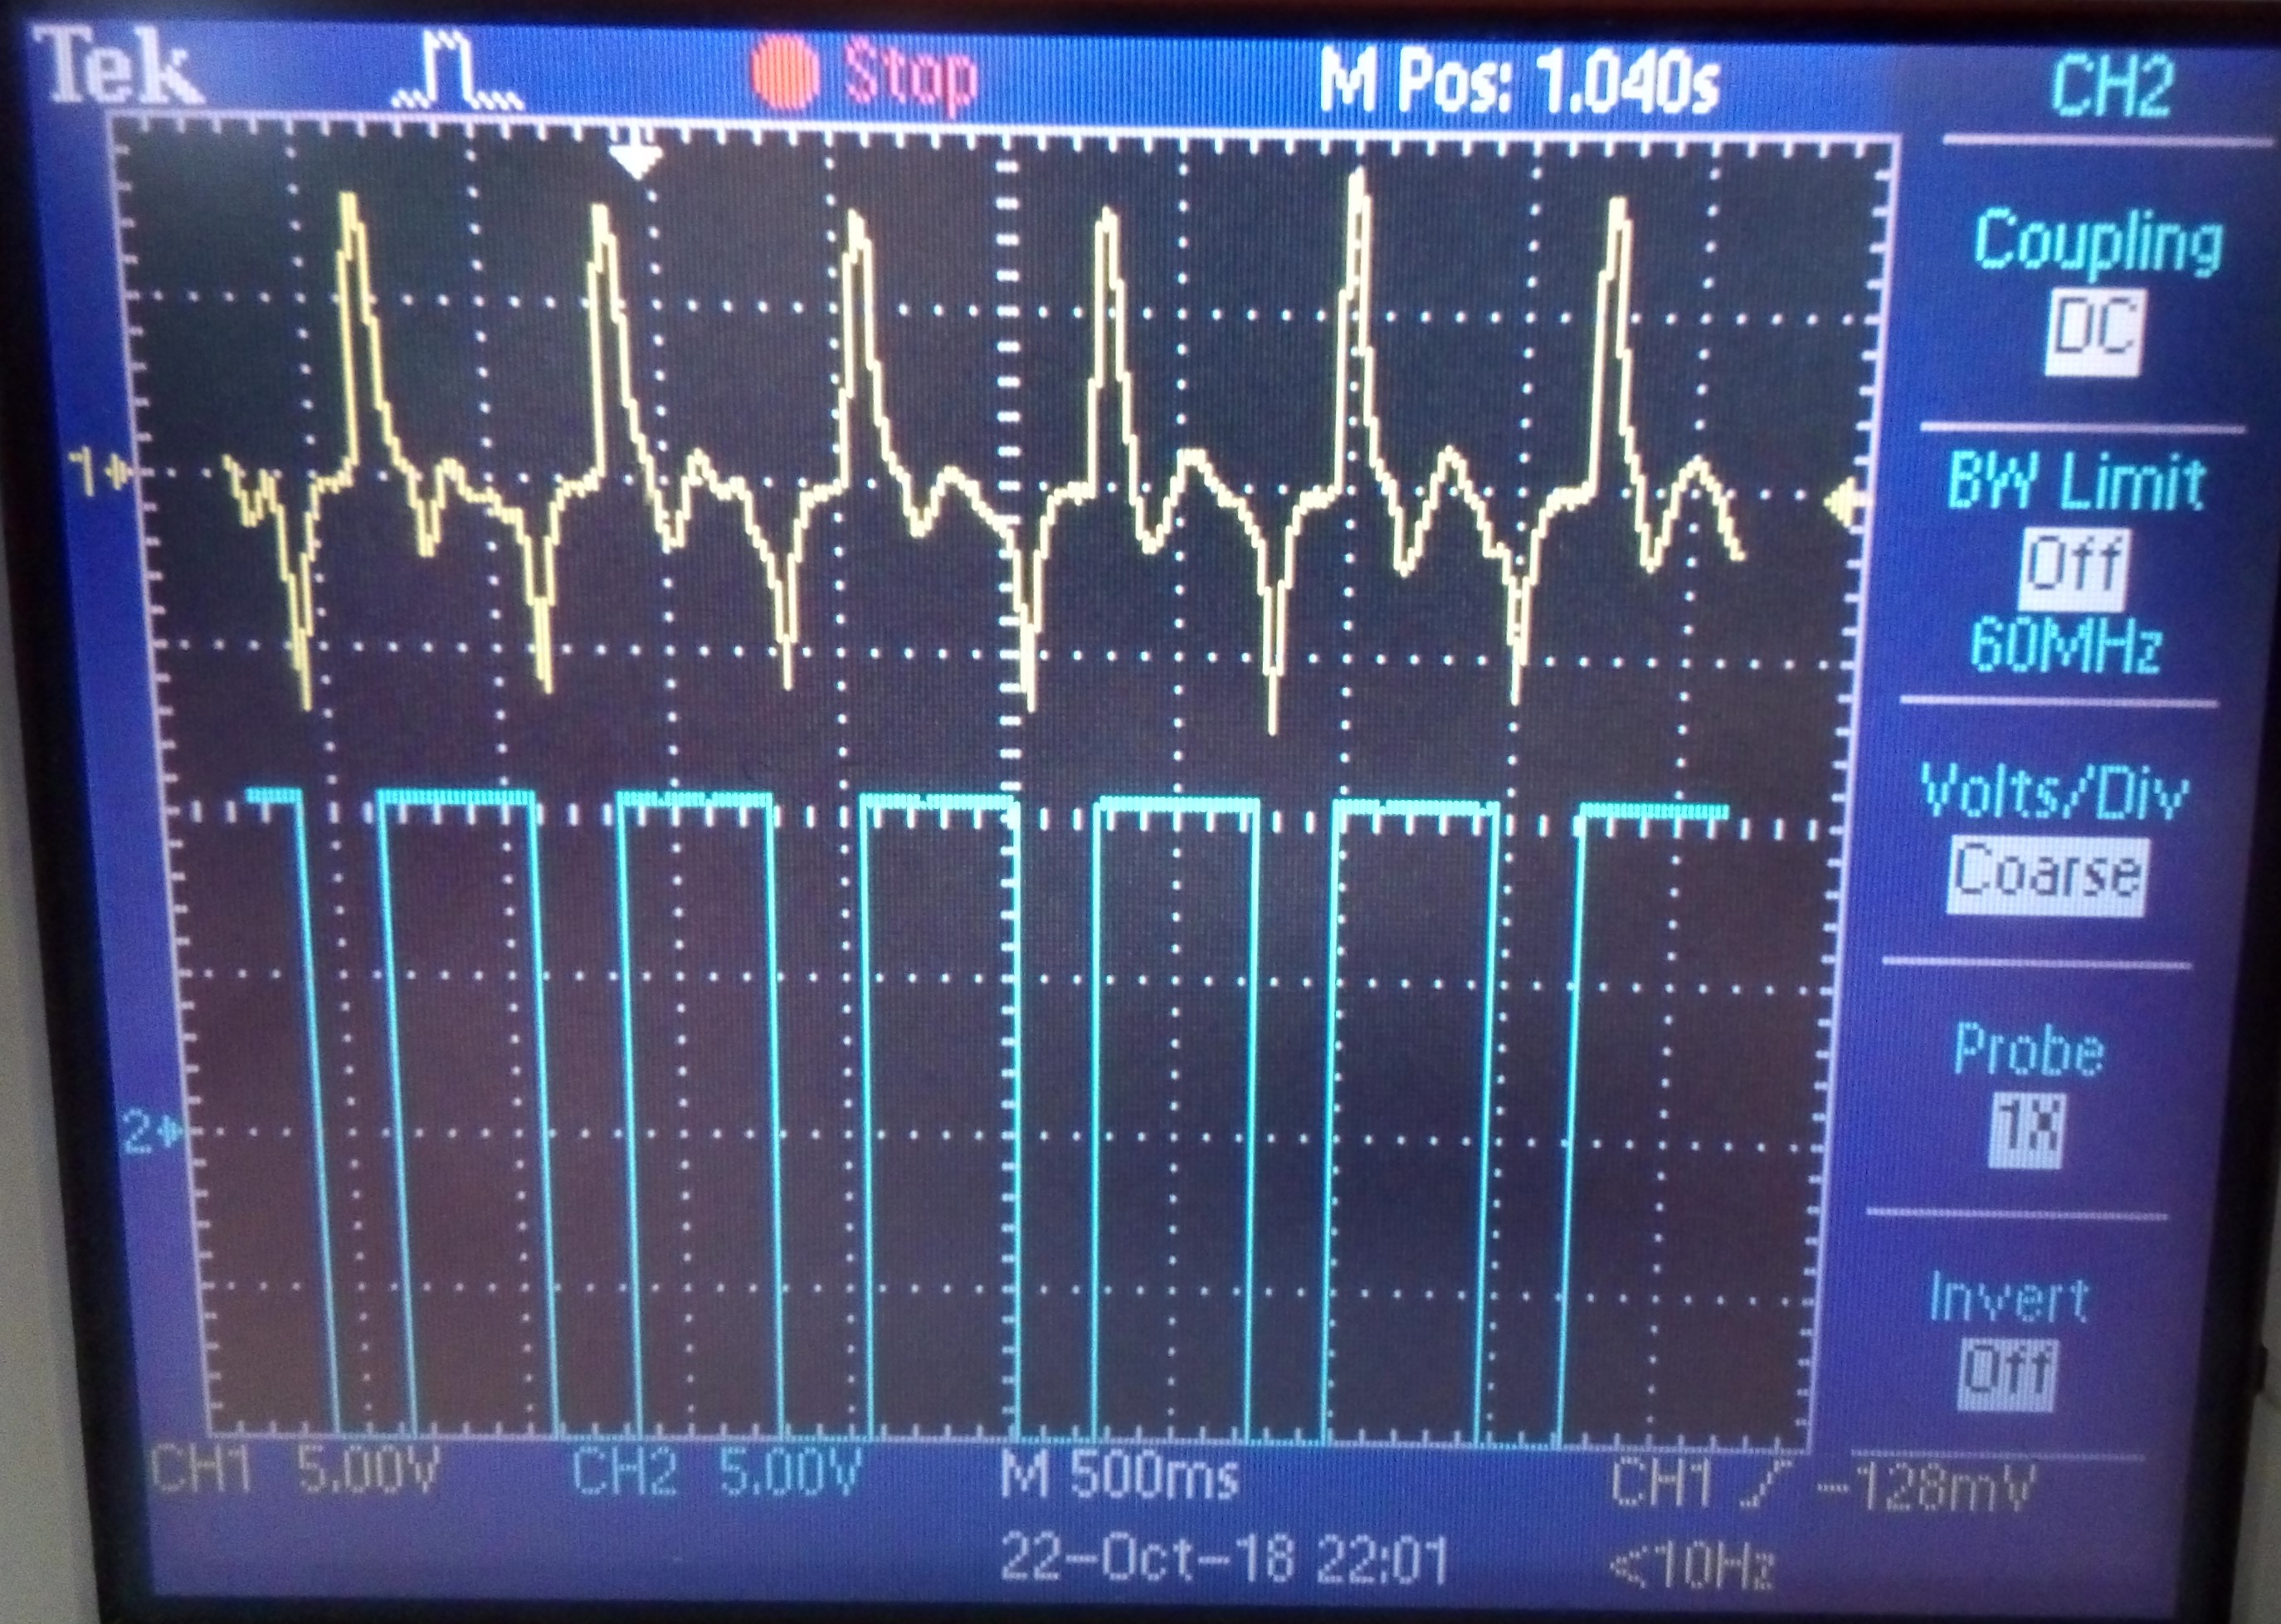 Tek Stop M Pos: 1.040s CH2
Coupling
DC
1
BW Limit
Off
60MHz
Volts/Div
Coarse
Probe
1X
2
Invert
Off
CH1 5.00V CH2 5.00V M 500ms CH1 -128mV
22-Oct-18 22:01 <10Hz